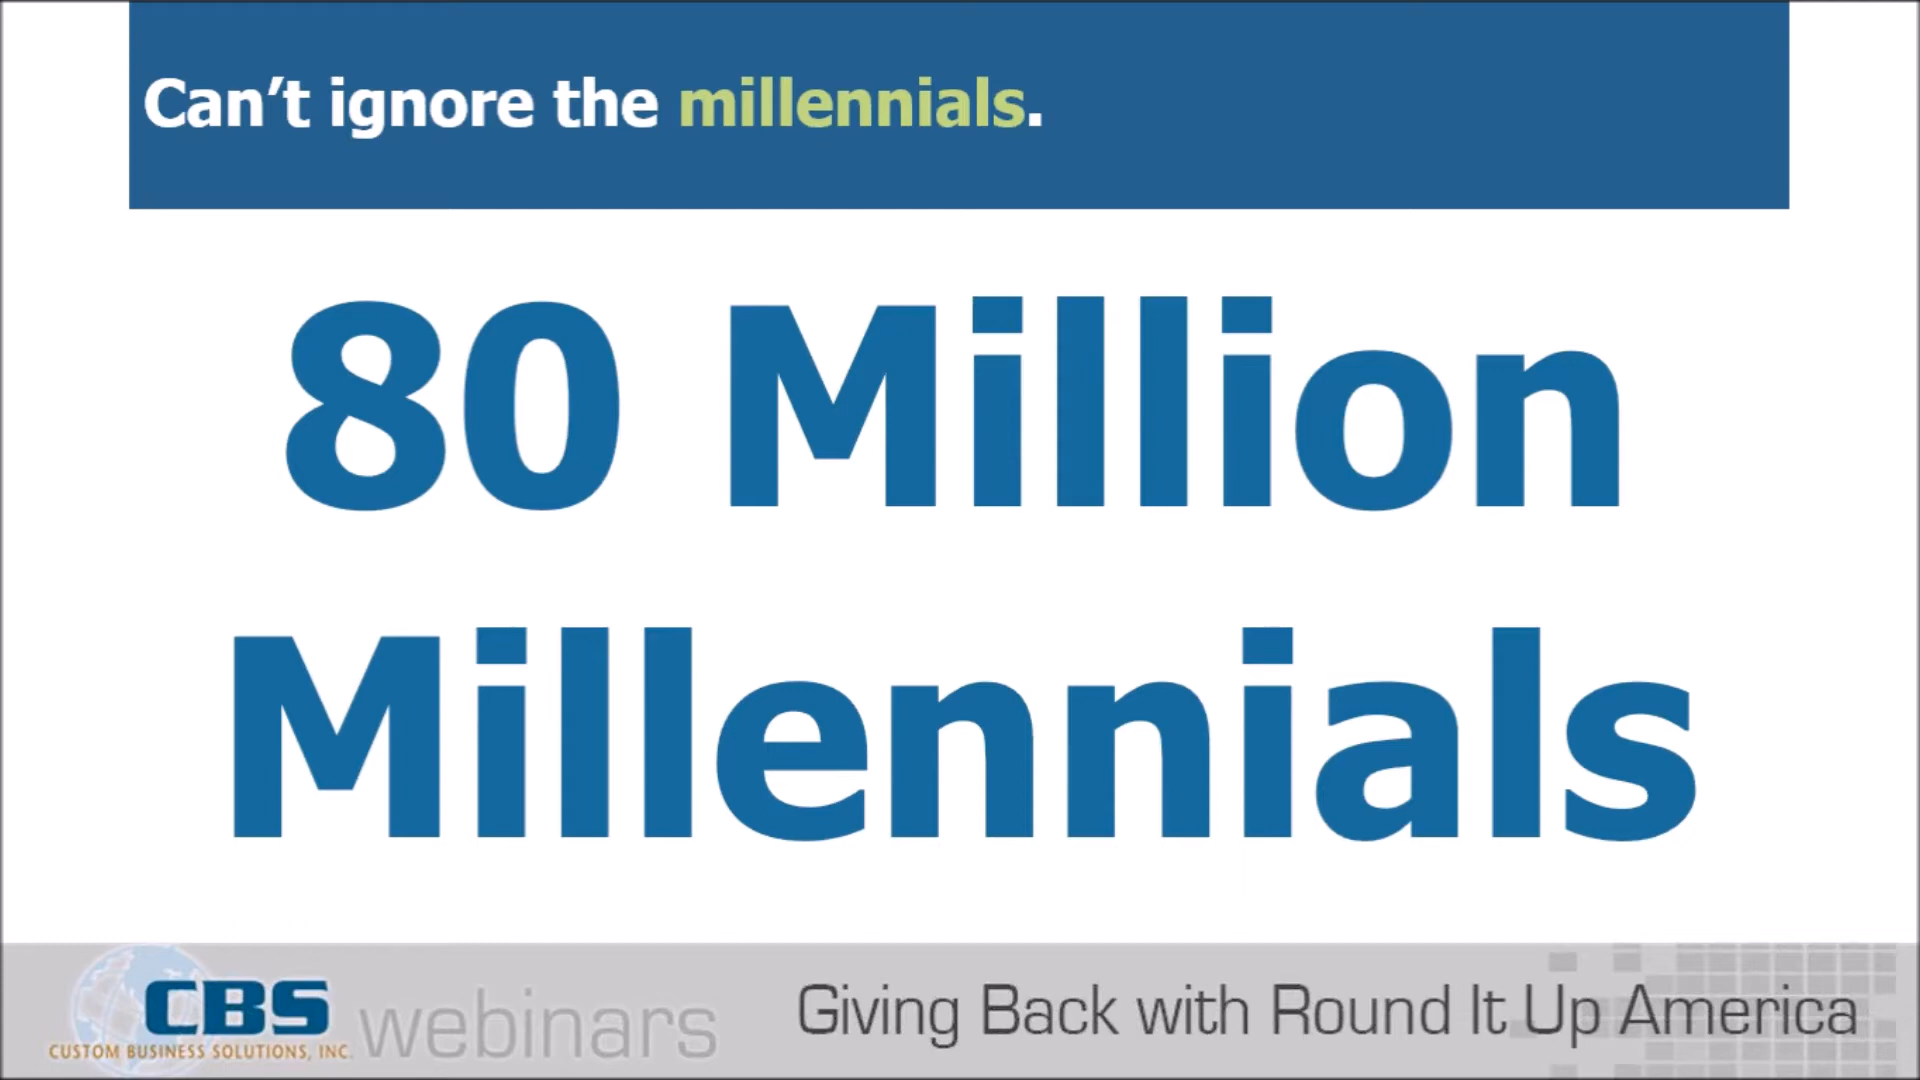 Can’t ignore the millennials.
80 Million
Millennials
CBS webinars
CUSTOM BUSINESS SOLUTIONS, INC.
Giving Back with Round It Up America